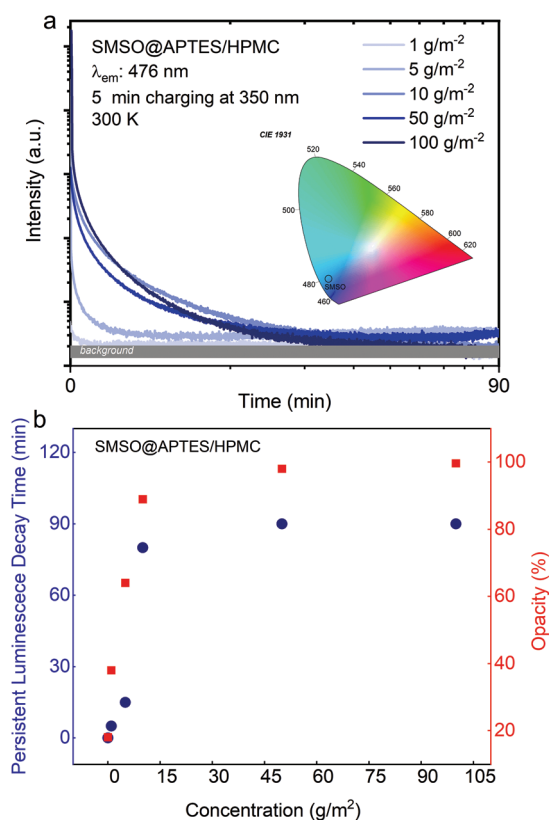 a
SMSO@APTES/HPMC
λem: 476 nm
5 min charging at 350 nm
300 K
1 g/m-2
5 g/m-2
10 g/m-2
50 g/m-2
100 g/m-2
CIE 1931
520
540
560
500
580
600
620
480
SMSO
460
Intensity (a.u.)
background
0
90
Time (min)
b
SMSO@APTES/HPMC
Persistent Luminescece Decay Time (min)
120
90
60
30
0
100
80
60
40
20
Opacity (%)
0 15 30 45 60 75 90 105
Concentration (g/m2)